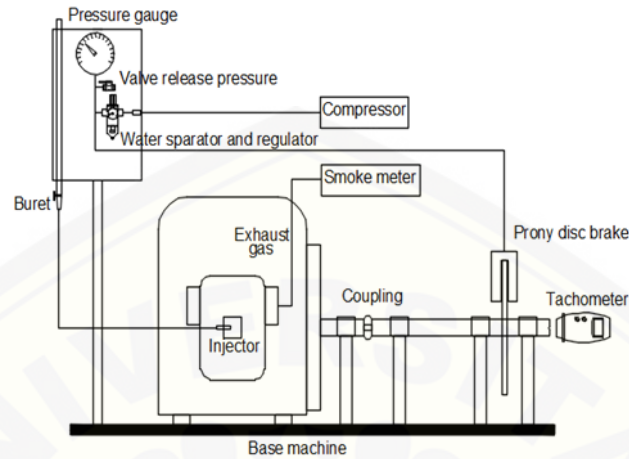 Pressure gauge
Valve release pressure
Compressor
Water sparator and regulator
Smoke meter
Buret
Prony disc brake
Exhaust
gas
Coupling
Tachometer
Injector
Base machine
UNIVERSIT